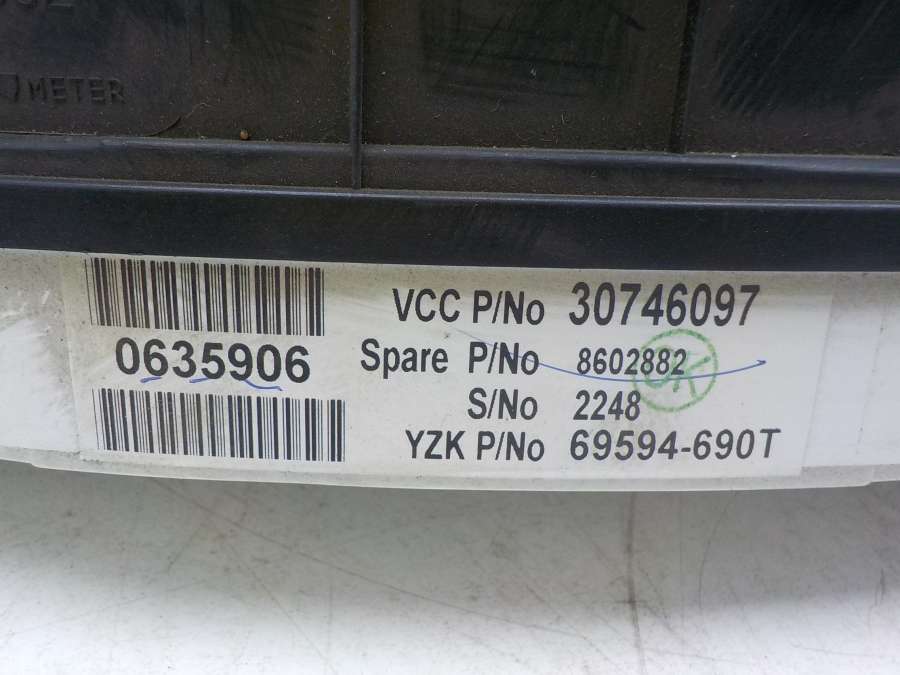 METER
VCC P/No 30746097
0635906
Spare P/No 8602882
OK
S/No 2248
YZK P/No 69594-690T